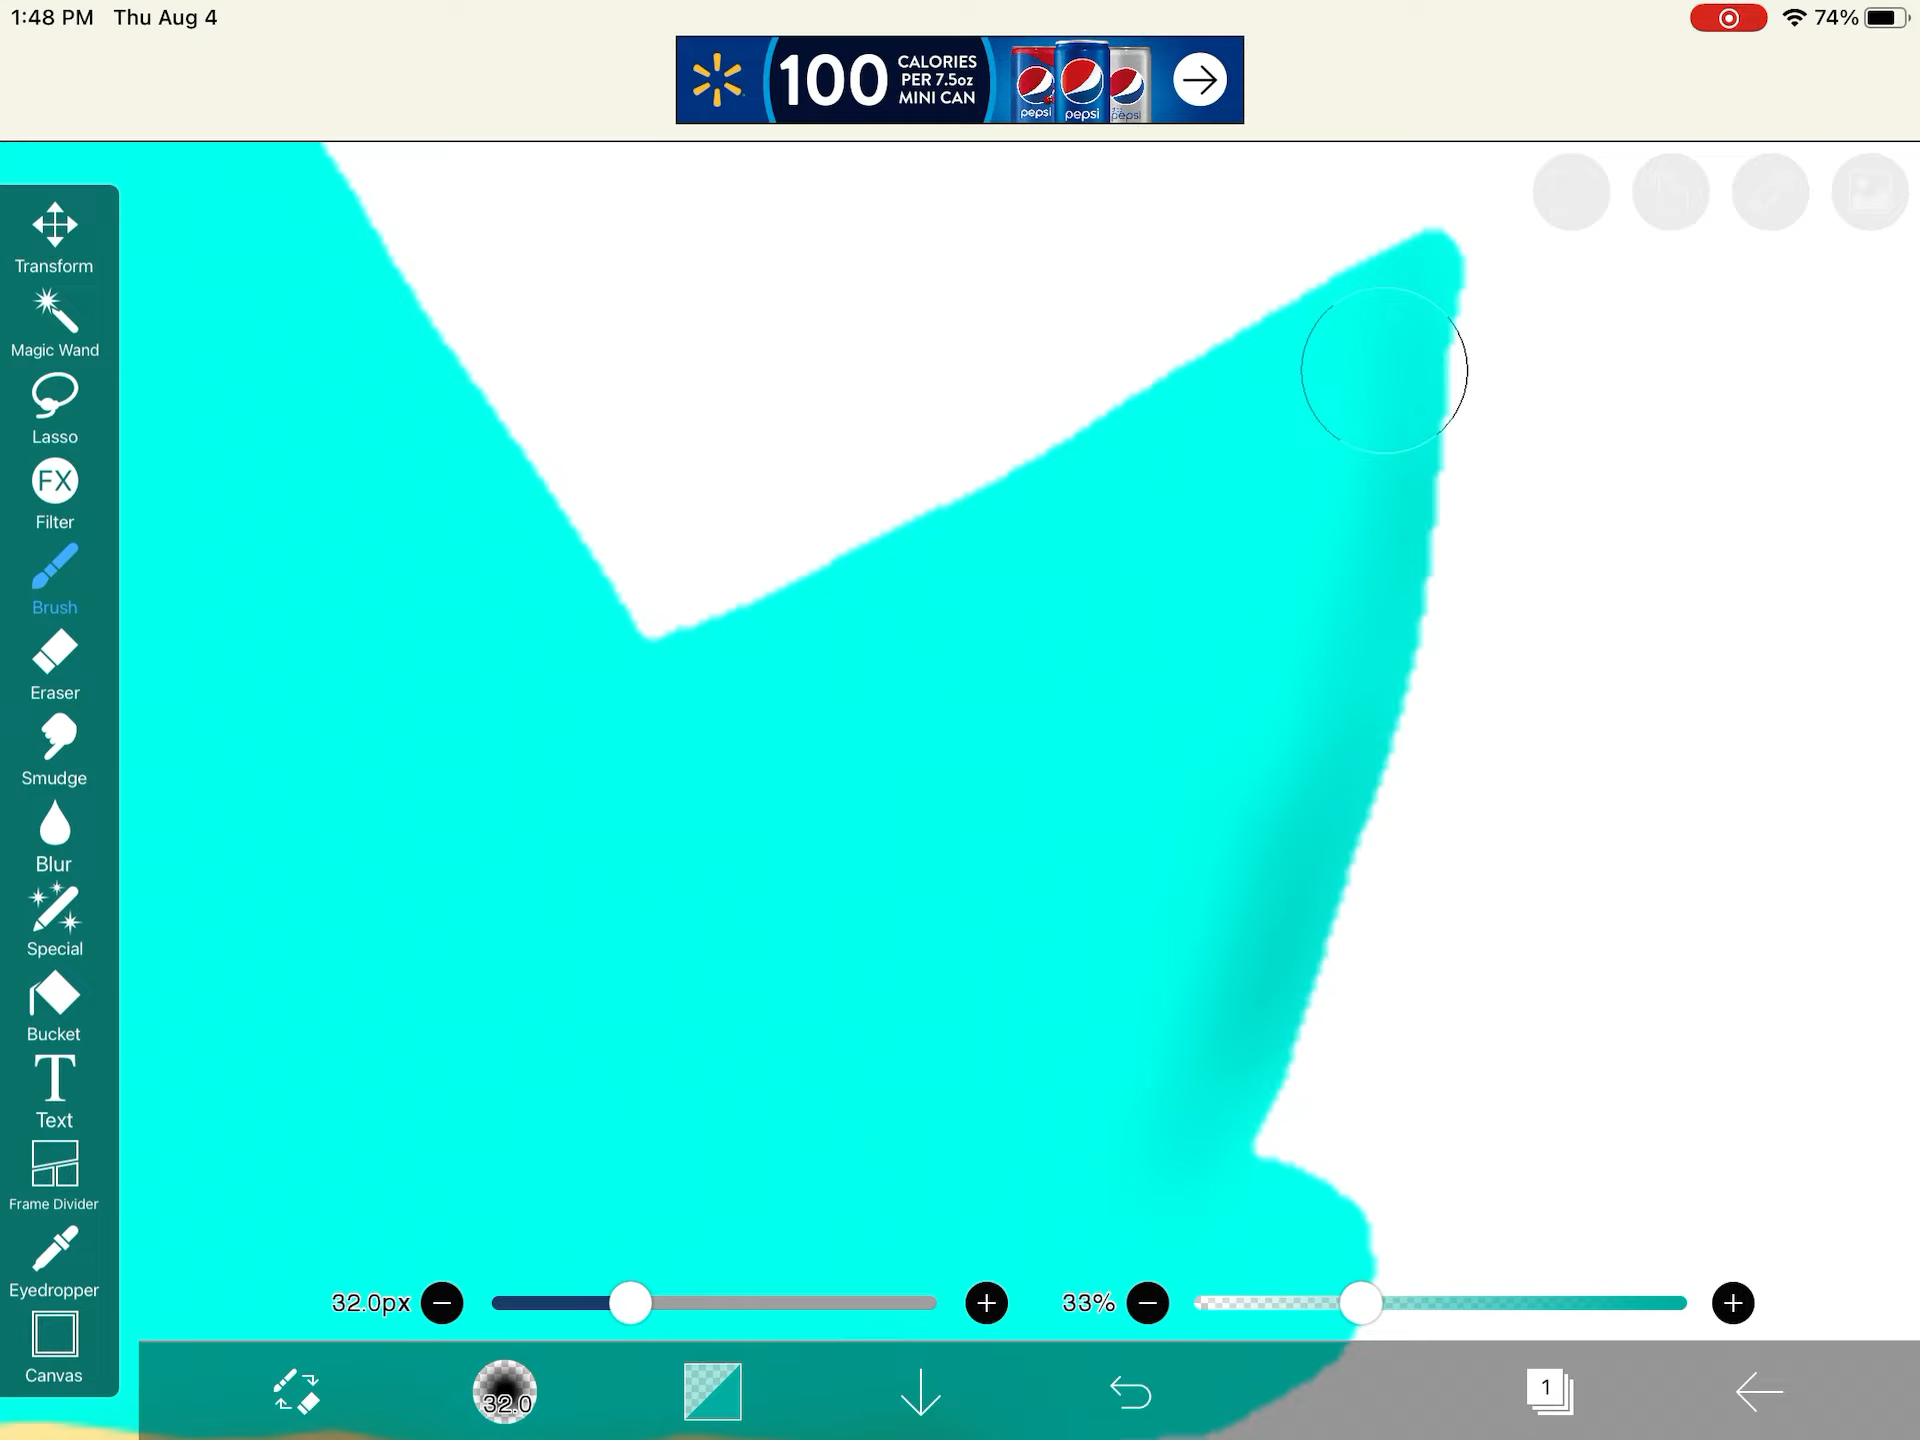 1:48 PM Thu Aug 4
74%
100
CALORIES
PER 7.5oz
MINI CAN
pepsi
pepsi
pepsi
Transform
Magic Wand
Lasso
FX
Filter
Brush
Eraser
Smudge
Blur
Special
Bucket
T
Text
Frame Divider
Eyedropper
Canvas
32.0px
33%
32.0
1